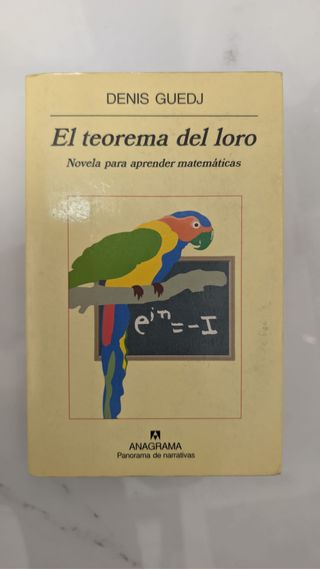 DENIS GUEDJ
El teorema del loro
Novela para aprender matemáticas
e^iπ = -1
ANAGRAMA
Panorama de narrativas